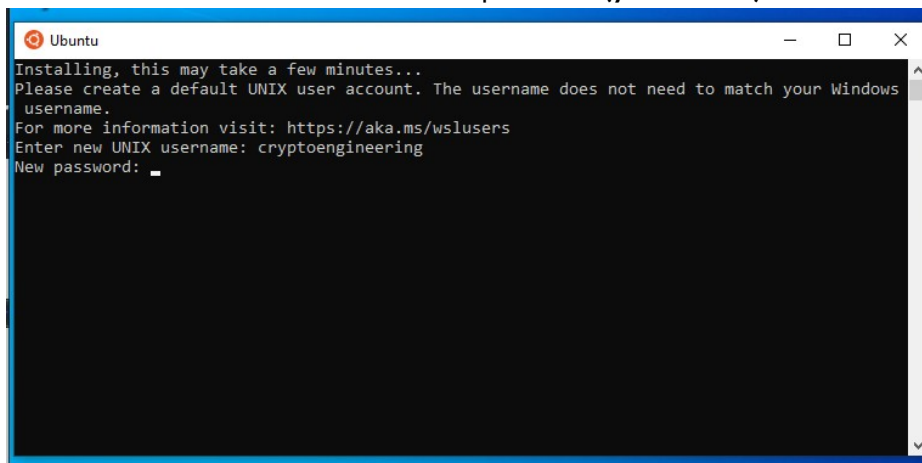 Ubuntu
Installing, this may take a few minutes...
Please create a default UNIX user account. The username does not need to match your Windows
username.
For more information visit: https://aka.ms/wslusers
Enter new UNIX username: cryptoengineering
New password: